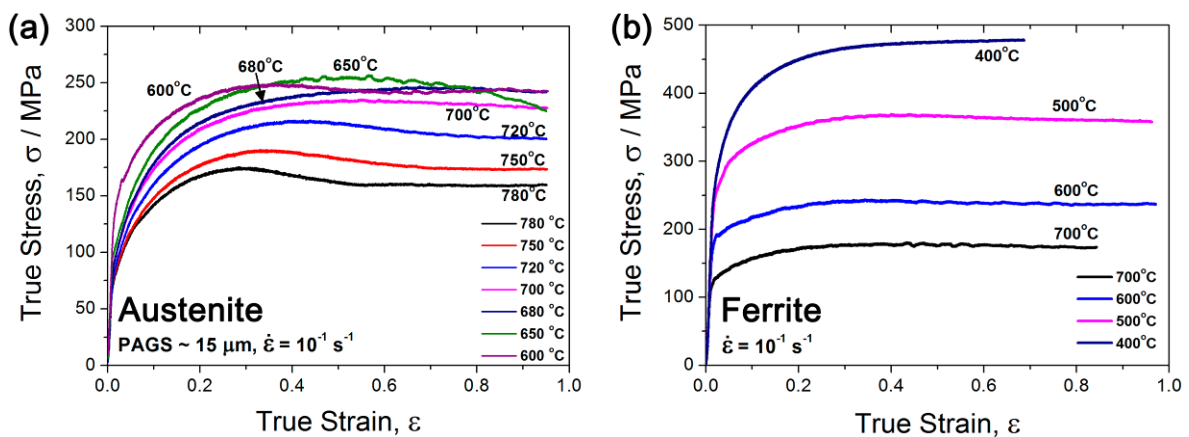 (a)
300
250
200
150
100
50
0
True Stress, σ / MPa
0.0 0.2 0.4 0.6 0.8 1.0
True Strain, ε
600°C
680°C
650°C
700°C
720°C
750°C
780°C
780 °C
750 °C
720 °C
700 °C
680 °C
650 °C
600 °C
Austenite
PAGS ~ 15 μm, ε̇ = 10⁻¹ s⁻¹
(b)
500
400
300
200
100
0
True Stress, σ / MPa
0.0 0.2 0.4 0.6 0.8 1.0
True Strain, ε
400°C
500°C
600°C
700°C
700°C
600°C
500°C
400°C
Ferrite
ε̇ = 10⁻¹ s⁻¹